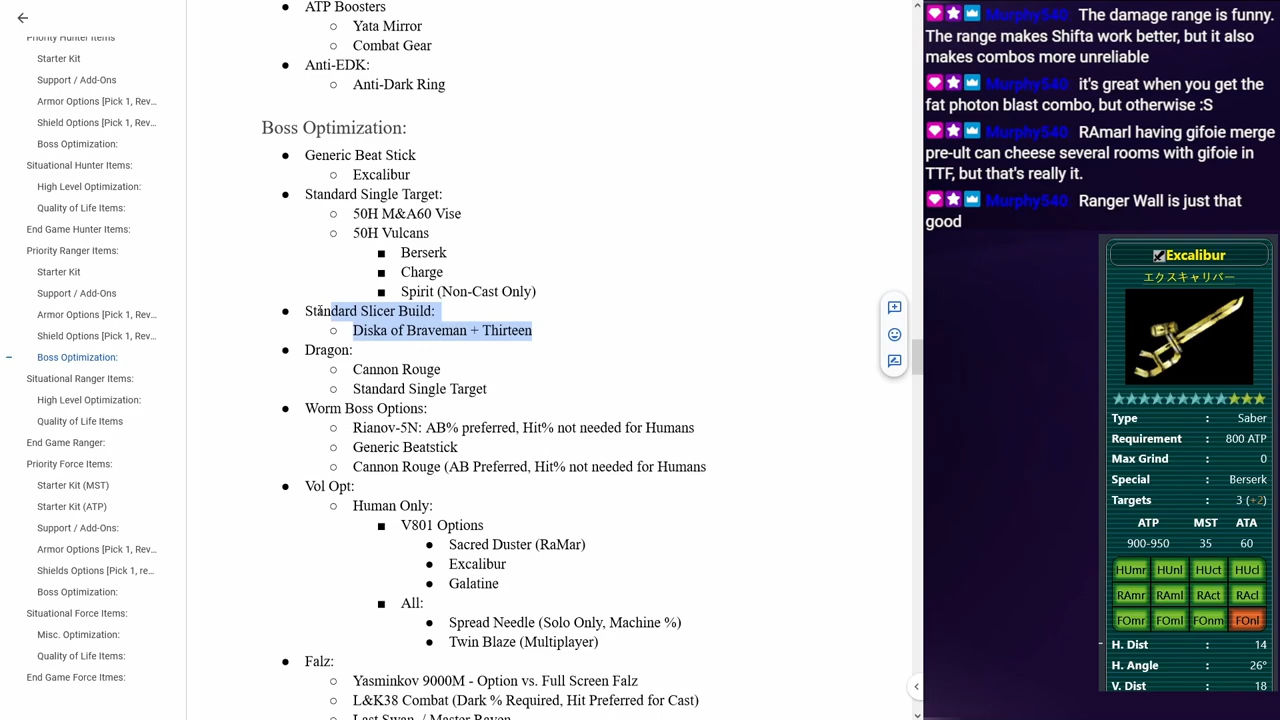 Priority Hunter Items
Starter Kit
Support / Add-Ons
Armor Options [Pick 1, Rev...
Shield Options [Pick 1, Rev...
Boss Optimization:
Situational Hunter Items:
High Level Optimization:
Quality of Life Items:
End Game Hunter Items:
Priority Ranger Items:
Starter Kit
Support / Add-Ons
Armor Options [Pick 1, Rev...
Shield Options [Pick 1, Rev...
Boss Optimization:
Situational Ranger Items:
High Level Optimization:
Quality of Life Items
End Game Ranger:
Priority Force Items:
Starter Kit (MST)
Starter Kit (ATP)
Support / Add-Ons:
Armor Options [Pick 1, Rev...
Shields Options [Pick 1, re...
Boss Optimization:
Situational Force Items:
Misc. Optimization:
Quality of Life Items:
End Game Force Itmes:
● ATP Boosters
○ Yata Mirror
○ Combat Gear
● Anti-EDK:
○ Anti-Dark Ring
Boss Optimization:
● Generic Beat Stick
○ Excalibur
● Standard Single Target:
○ 50H M&A60 Vise
○ 50H Vulcans
■ Berserk
■ Charge
■ Spirit (Non-Cast Only)
● Standard Slicer Build:
○ Diska of Braveman + Thirteen
● Dragon:
○ Cannon Rouge
○ Standard Single Target
● Worm Boss Options:
○ Rianov-5N: AB% preferred, Hit% not needed for Humans
○ Generic Beatstick
○ Cannon Rouge (AB Preferred, Hit% not needed for Humans
● Vol Opt:
○ Human Only:
■ V801 Options
● Sacred Duster (RaMar)
● Excalibur
● Galatine
■ All:
● Spread Needle (Solo Only, Machine %)
● Twin Blaze (Multiplayer)
● Falz:
○ Yasminkov 9000M - Option vs. Full Screen Falz
○ L&K38 Combat (Dark % Required, Hit Preferred for Cast)
○ Last Swan / Master Raven
Murphy540 The damage range is funny.
The range makes Shifta work better, but it also
makes combos more unreliable
Murphy540 it's great when you get the
fat photon blast combo, but otherwise :S
Murphy540 RAmarl having gifoie merge
pre-ult can cheese several rooms with gifoie in
TTF, but that's really it.
Murphy540 Ranger Wall is just that
good
Excalibur
エクスキャリバー
Type : Saber
Requirement : 800 ATP
Max Grind : 0
Special : Berserk
Targets : 3 (+2)
ATP MST ATA
900-950 35 60
HUmr HUnl HUct HUcl
RAmr RAml RAct RAcl
FOmr FOml FOnm FOnl
H. Dist : 14
H. Angle : 26°
V. Dist : 18